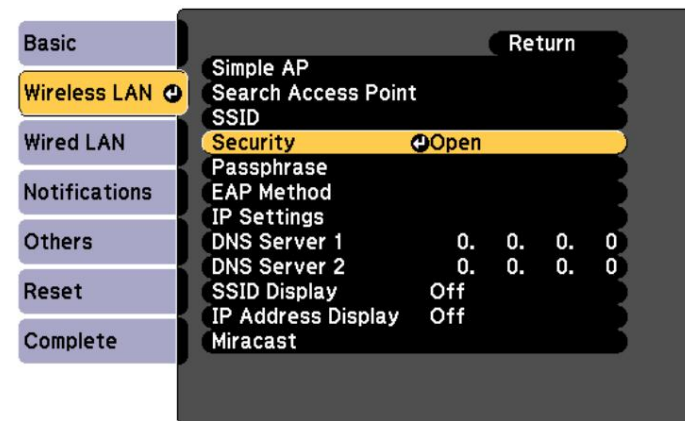 Basic
Wireless LAN
Wired LAN
Notifications
Others
Reset
Complete
Return
Simple AP
Search Access Point
SSID
Security Open
Passphrase
EAP Method
IP Settings
DNS Server 1 0. 0. 0. 0
DNS Server 2 0. 0. 0. 0
SSID Display Off
IP Address Display Off
Miracast